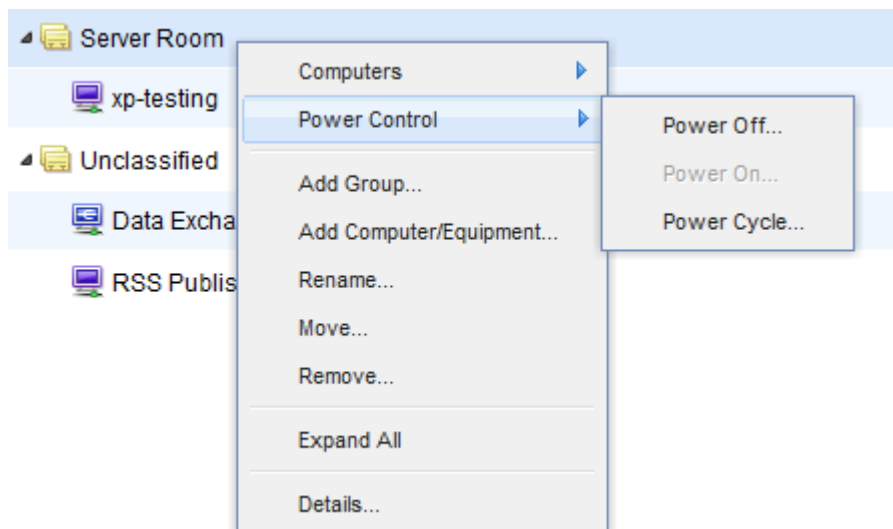 Server Room
xp-testing
Unclassified
Data Excha
RSS Publis
Computers
Power Control
Add Group...
Add Computer/Equipment...
Rename...
Move...
Remove...
Expand All
Details...
Power Off...
Power On...
Power Cycle...